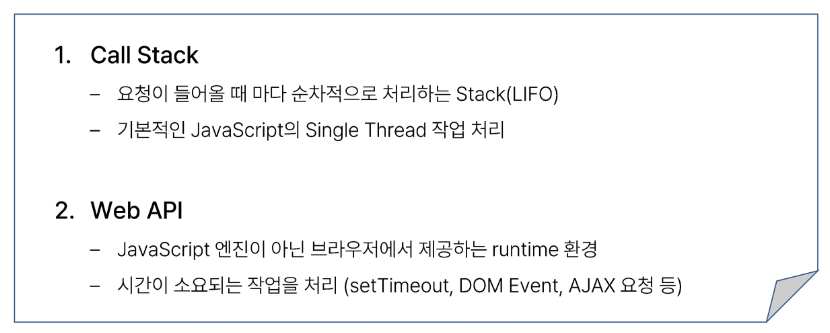 1. Call Stack
– 요청이 들어올 때 마다 순차적으로 처리하는 Stack(LIFO)
– 기본적인 JavaScript의 Single Thread 작업 처리
2. Web API
– JavaScript 엔진이 아닌 브라우저에서 제공하는 runtime 환경
– 시간이 소요되는 작업을 처리 (setTimeout, DOM Event, AJAX 요청 등)